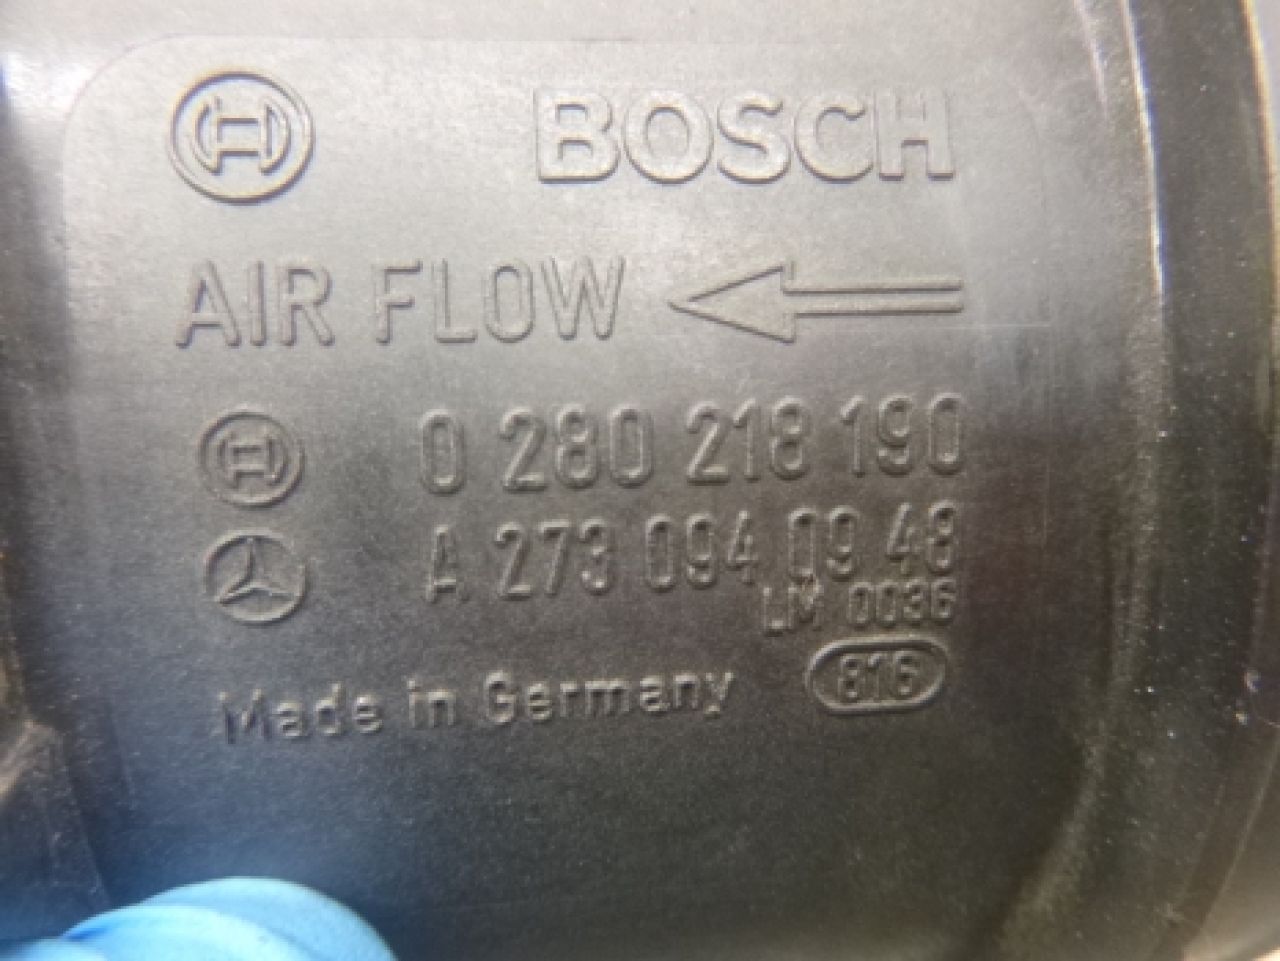 BOSCH
AIR FLOW
0 280 218 190
A 273 094 09 48
LM 0036
Made in Germany
816